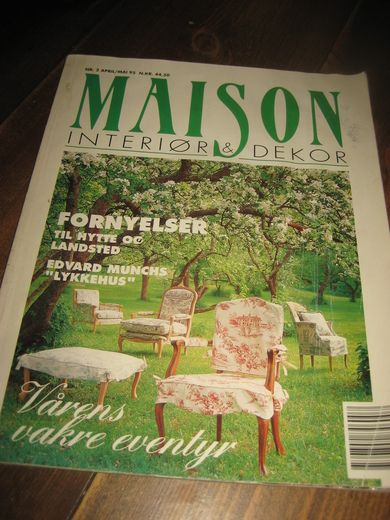 NR. 2 APRIL/MAI 95 N.KR. 44,50
MAISON
INTERIØR & DEKOR
FORNYELSER
TIL HYTTE OG
LANDSTED
EDVARD MUNCHS
"LYKKEHUS"
Vårens
vakre eventyr